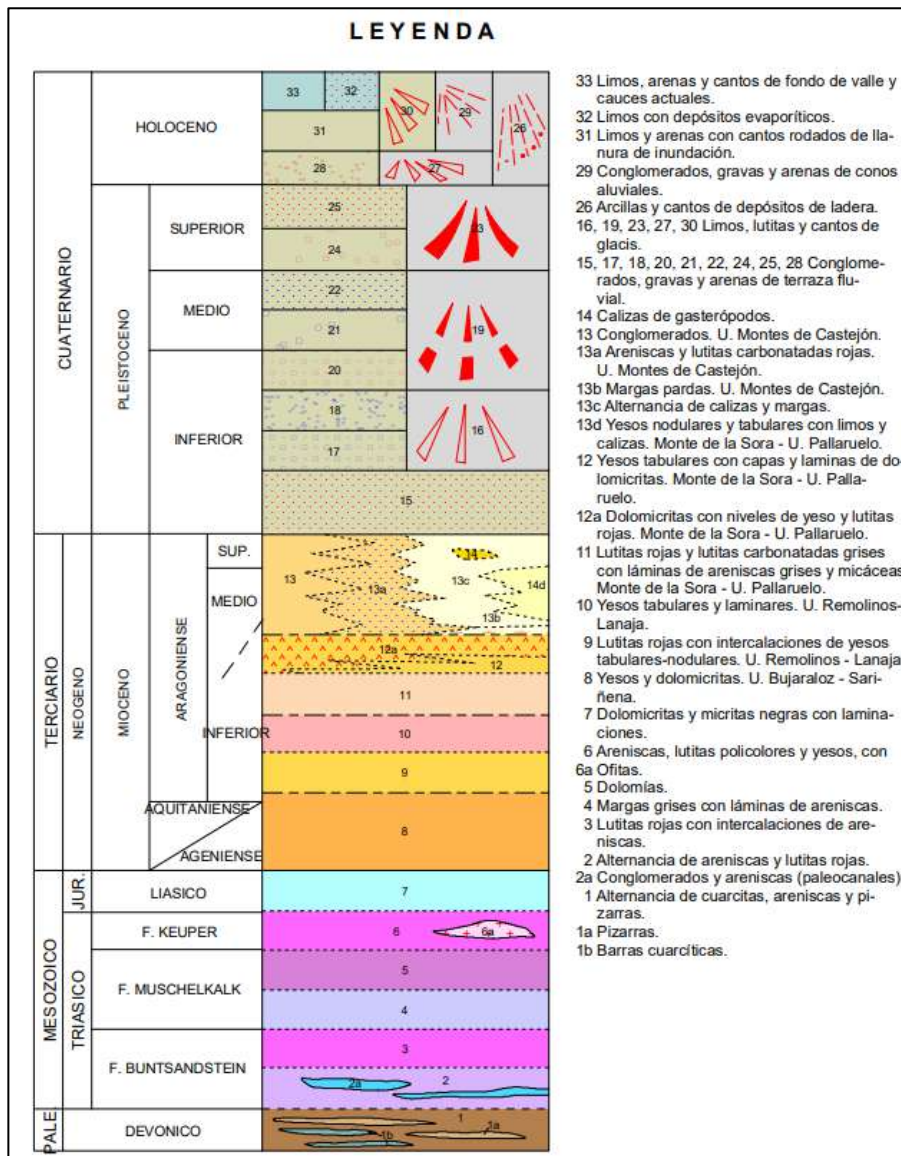 LEYENDA
CUATERNARIO
HOLOCENO
PLEISTOCENO
SUPERIOR
MEDIO
INFERIOR
33
32
30
29
26
31
28
27
25
24
23
22
21
20
19
18
17
16
15
TERCIARIO
NEOGENO
MIOCENO
ARAGONIENSE
SUP.
MEDIO
INFERIOR
AQUITANIENSE
AGENIENSE
13
13a
14
13c
14d
13b
12a
12
11
10
9
8
MESOZOICO
JUR.
LIASICO
7
TRIASICO
F. KEUPER
6
6a
F. MUSCHELKALK
5
4
F. BUNTSANDSTEIN
3
2a
2
PALE.
DEVONICO
1
1a
1b
33 Limos, arenas y cantos de fondo de valle y
cauces actuales.
32 Limos con depósitos evaporíticos.
31 Limos y arenas con cantos rodados de lla-
nura de inundación.
29 Conglomerados, gravas y arenas de conos
aluviales.
26 Arcillas y cantos de depósitos de ladera.
16, 19, 23, 27, 30 Limos, lutitas y cantos de
glacis.
15, 17, 18, 20, 21, 22, 24, 25, 28 Conglome-
rados, gravas y arenas de terraza flu-
vial.
14 Calizas de gasterópodos.
13 Conglomerados. U. Montes de Castejón.
13a Areniscas y lutitas carbonatadas rojas.
U. Montes de Castejón.
13b Margas pardas. U. Montes de Castejón.
13c Alternancia de calizas y margas.
13d Yesos nodulares y tabulares con limos y
calizas. Monte de la Sora - U. Pallaruelo.
12 Yesos tabulares con capas y laminas de do-
lomicritas. Monte de la Sora - U. Palla-
ruelo.
12a Dolomicritas con niveles de yeso y lutitas
rojas. Monte de la Sora - U. Pallaruelo.
11 Lutitas rojas y lutitas carbonatadas grises
con láminas de areniscas grises y micáceas
Monte de la Sora - U. Pallaruelo.
10 Yesos tabulares y laminares. U. Remolinos-
Lanaja.
9 Lutitas rojas con intercalaciones de yesos
tabulares-nodulares. U. Remolinos - Lanaja
8 Yesos y dolomicritas. U. Bujaraloz - Sari-
ñena.
7 Dolomicritas y micritas negras con lamina-
ciones.
6 Areniscas, lutitas policolores y yesos, con
6a Ofitas.
5 Dolomías.
4 Margas grises con láminas de areniscas.
3 Lutitas rojas con intercalaciones de are-
niscas.
2 Alternancia de areniscas y lutitas rojas.
2a Conglomerados y areniscas (paleocanales)
1 Alternancia de cuarcitas, areniscas y pi-
zarras.
1a Pizarras.
1b Barras cuarcíticas.